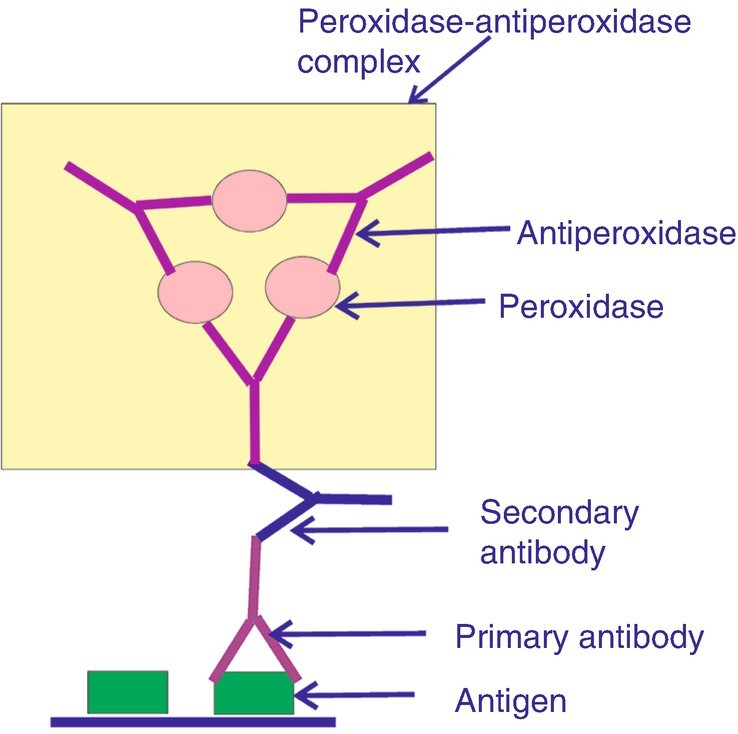 Peroxidase-antiperoxidase
complex
Antiperoxidase
Peroxidase
Secondary
antibody
Primary antibody
Antigen